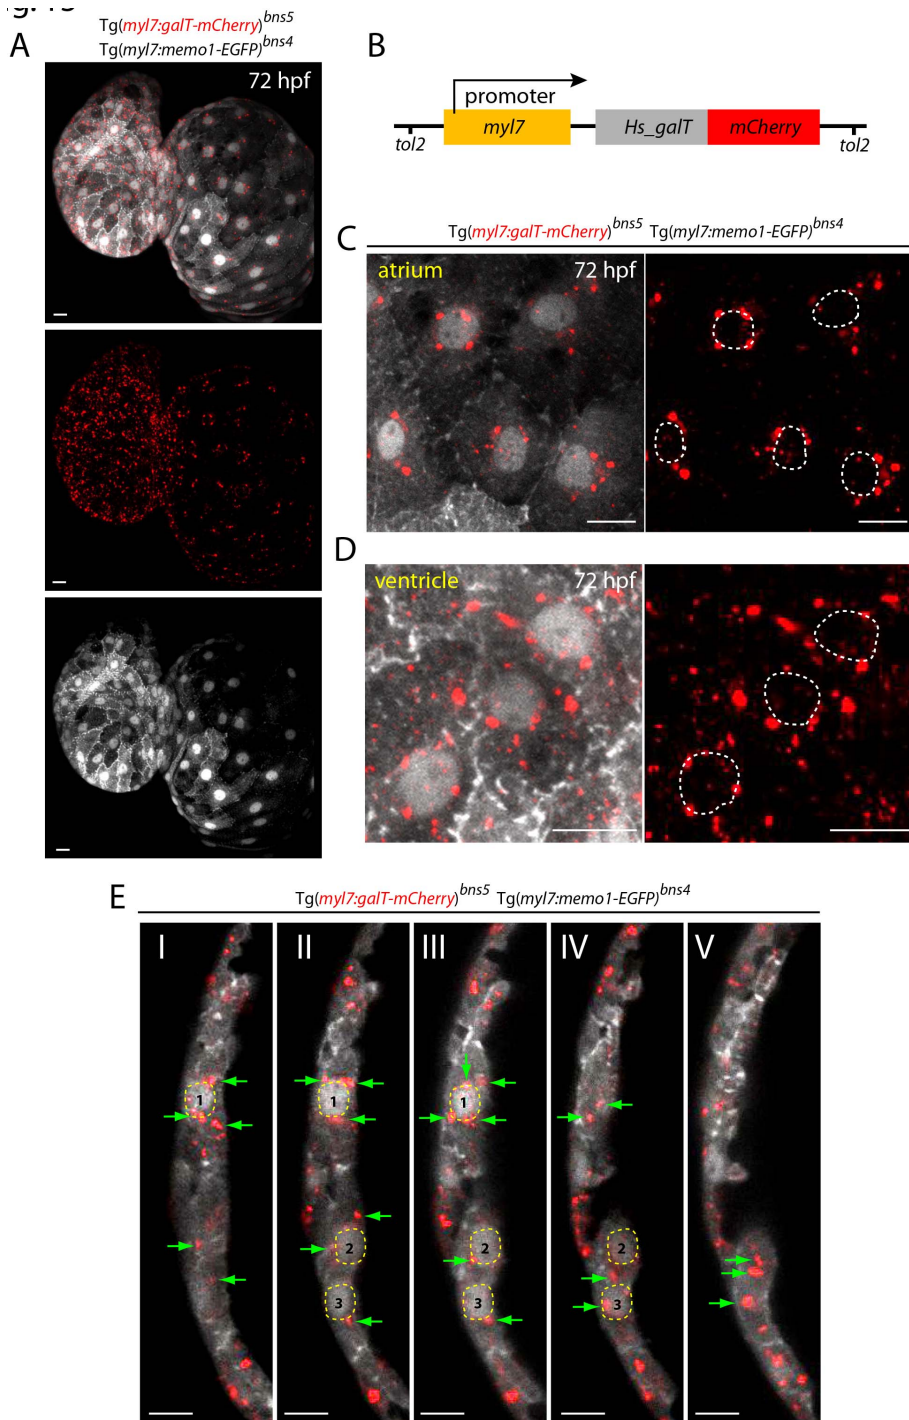 Tg(myl7:galT-mCherry)bns5
Tg(myl7:memo1-EGFP)bns4
A
72 hpf
B
promoter
myl7
Hs_galT
mCherry
tol2
tol2
Tg(myl7:galT-mCherry)bns5 Tg(myl7:memo1-EGFP)bns4
C
atrium
72 hpf
D
ventricle
72 hpf
E
Tg(myl7:galT-mCherry)bns5 Tg(myl7:memo1-EGFP)bns4
I
II
III
IV
V
1
1
1
2
2
2
3
3
3